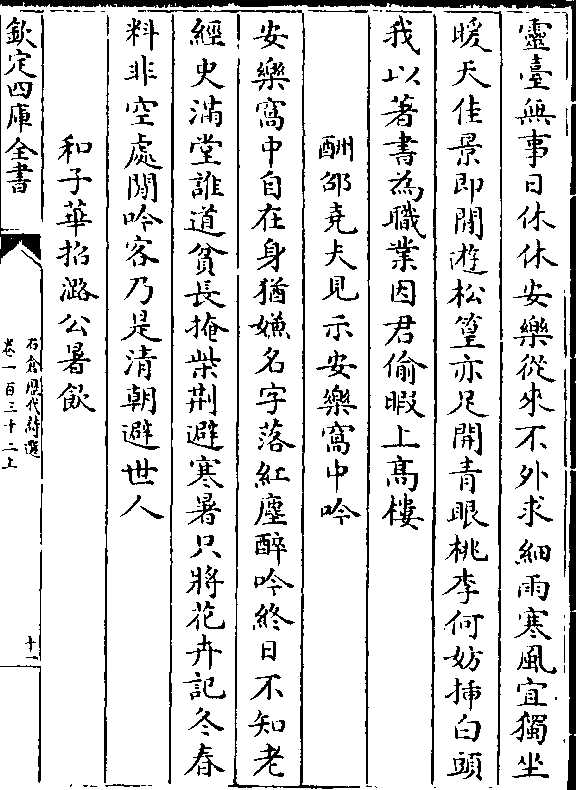 靈臺無事日休休安樂從來不外求細雨寒風宜獨坐
暖天佳景即閒遊松篁亦足開青眼桃李何妨挿白頭
我以著書為職業因君偷暇上髙樓
酬邵堯夫見示安樂窩中吟
安樂窩中自在身猶嫌名字落紅塵醉吟終日不知老
經史滿堂誰道貧長掩柴荆避寒暑只將花卉記冬春
料非空處閒吟客乃是清朝避世人
和子華招潞公暑飲
欽定四庫全書
石倉歴代詩選
卷一百三十二上
十一